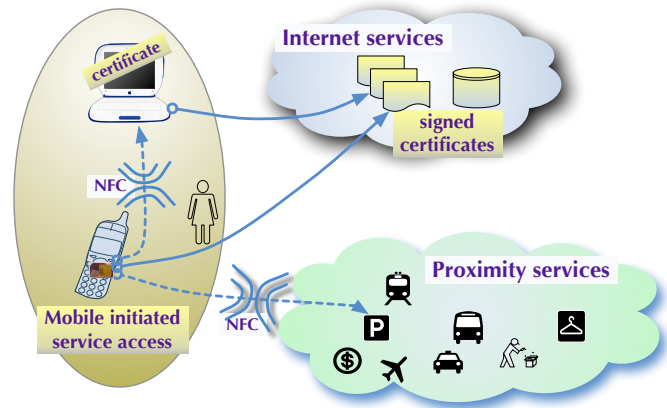 certificate
Internet services
signed
certificates
NFC
Mobile initiated
service access
NFC
Proximity services
P
$